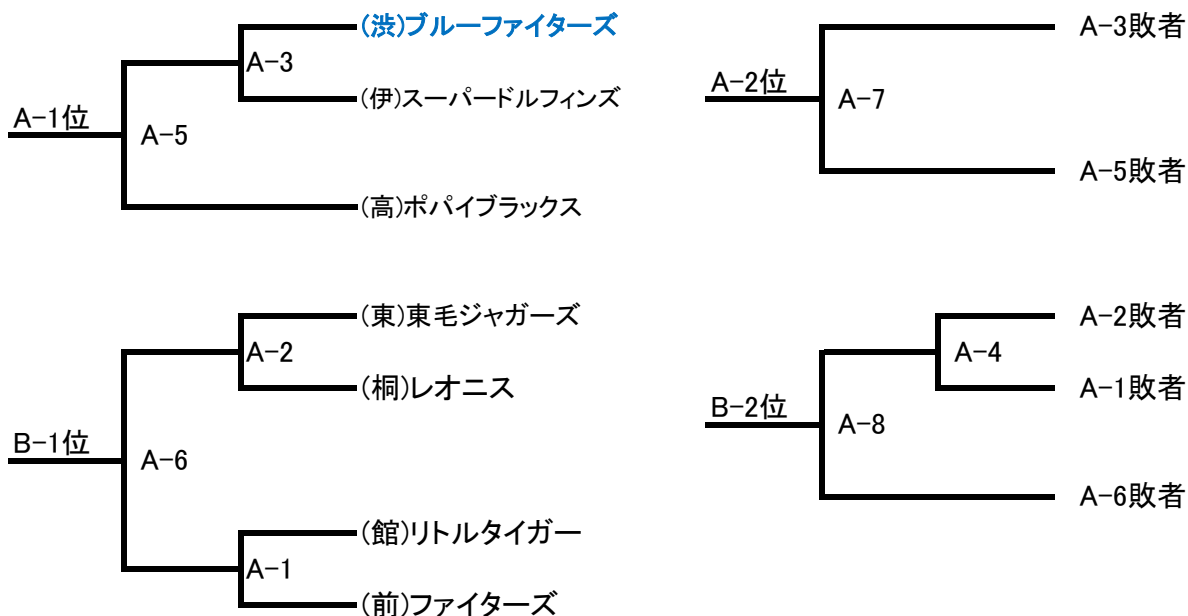 (渋)ブルーファイターズ
A-3
(伊)スーパードルフィンズ
A-1位
A-5
(高)ポパイブラックス
A-3敗者
A-2位
A-7
A-5敗者
(東)東毛ジャガーズ
A-2
(桐)レオニス
B-1位
A-6
(館)リトルタイガー
A-1
(前)ファイターズ
A-2敗者
A-4
A-1敗者
B-2位
A-8
A-6敗者